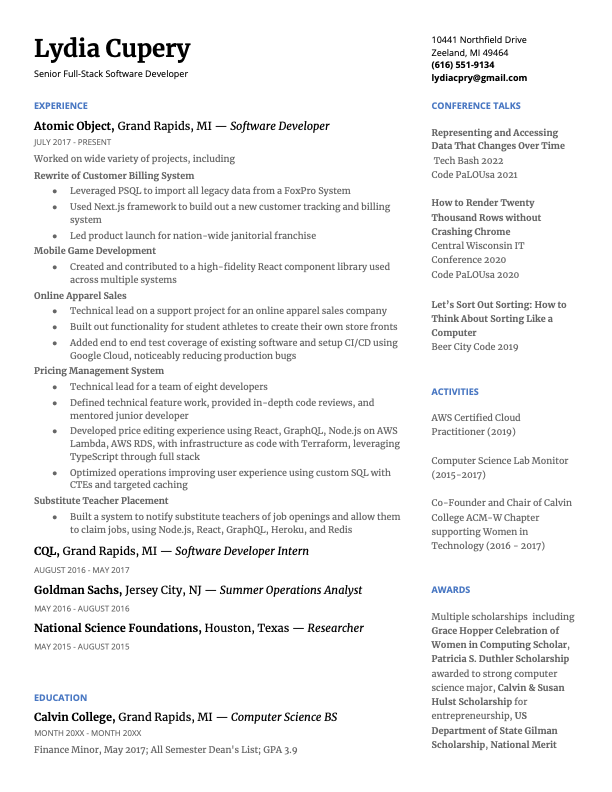 Lydia Cupery
Senior Full-Stack Software Developer
10441 Northfield Drive
Zeeland, MI 49464
(616) 551-9134
lydiacpry@gmail.com
EXPERIENCE
Atomic Object, Grand Rapids, MI — Software Developer
JULY 2017 - PRESENT
Worked on wide variety of projects, including
Rewrite of Customer Billing System
● Leveraged PSQL to import all legacy data from a FoxPro System
● Used Next.js framework to build out a new customer tracking and billing
system
● Led product launch for nation-wide janitorial franchise
Mobile Game Development
● Created and contributed to a high-fidelity React component library used
across multiple systems
Online Apparel Sales
● Technical lead on a support project for an online apparel sales company
● Built out functionality for student athletes to create their own store fronts
● Added end to end test coverage of existing software and setup CI/CD using
Google Cloud, noticeably reducing production bugs
Pricing Management System
● Technical lead for a team of eight developers
● Defined technical feature work, provided in-depth code reviews, and
mentored junior developer
● Developed price editing experience using React, GraphQL, Node.js on AWS
Lambda, AWS RDS, with infrastructure as code with Terraform, leveraging
TypeScript through full stack
● Optimized operations improving user experience using custom SQL with
CTEs and targeted caching
Substitute Teacher Placement
● Built a system to notify substitute teachers of job openings and allow them
to claim jobs, using Node.js, React, GraphQL, Heroku, and Redis
CQL, Grand Rapids, MI — Software Developer Intern
AUGUST 2016 - MAY 2017
Goldman Sachs, Jersey City, NJ — Summer Operations Analyst
MAY 2016 - AUGUST 2016
National Science Foundations, Houston, Texas — Researcher
MAY 2015 - AUGUST 2015
EDUCATION
Calvin College, Grand Rapids, MI — Computer Science BS
MONTH 20XX - MONTH 20XX
Finance Minor, May 2017; All Semester Dean's List; GPA 3.9
CONFERENCE TALKS
Representing and Accessing
Data That Changes Over Time
Tech Bash 2022
Code PaLOUsa 2021
How to Render Twenty
Thousand Rows without
Crashing Chrome
Central Wisconsin IT
Conference 2020
Code PaLOUsa 2020
Let's Sort Out Sorting: How to
Think About Sorting Like a
Computer
Beer City Code 2019
ACTIVITIES
AWS Certified Cloud
Practitioner (2019)
Computer Science Lab Monitor
(2015-2017)
Co-Founder and Chair of Calvin
College ACM-W Chapter
supporting Women in
Technology (2016 - 2017)
AWARDS
Multiple scholarships including
Grace Hopper Celebration of
Women in Computing Scholar,
Patricia S. Duthler Scholarship
awarded to strong computer
science major, Calvin & Susan
Hulst Scholarship for
entrepreneurship, US
Department of State Gilman
Scholarship, National Merit